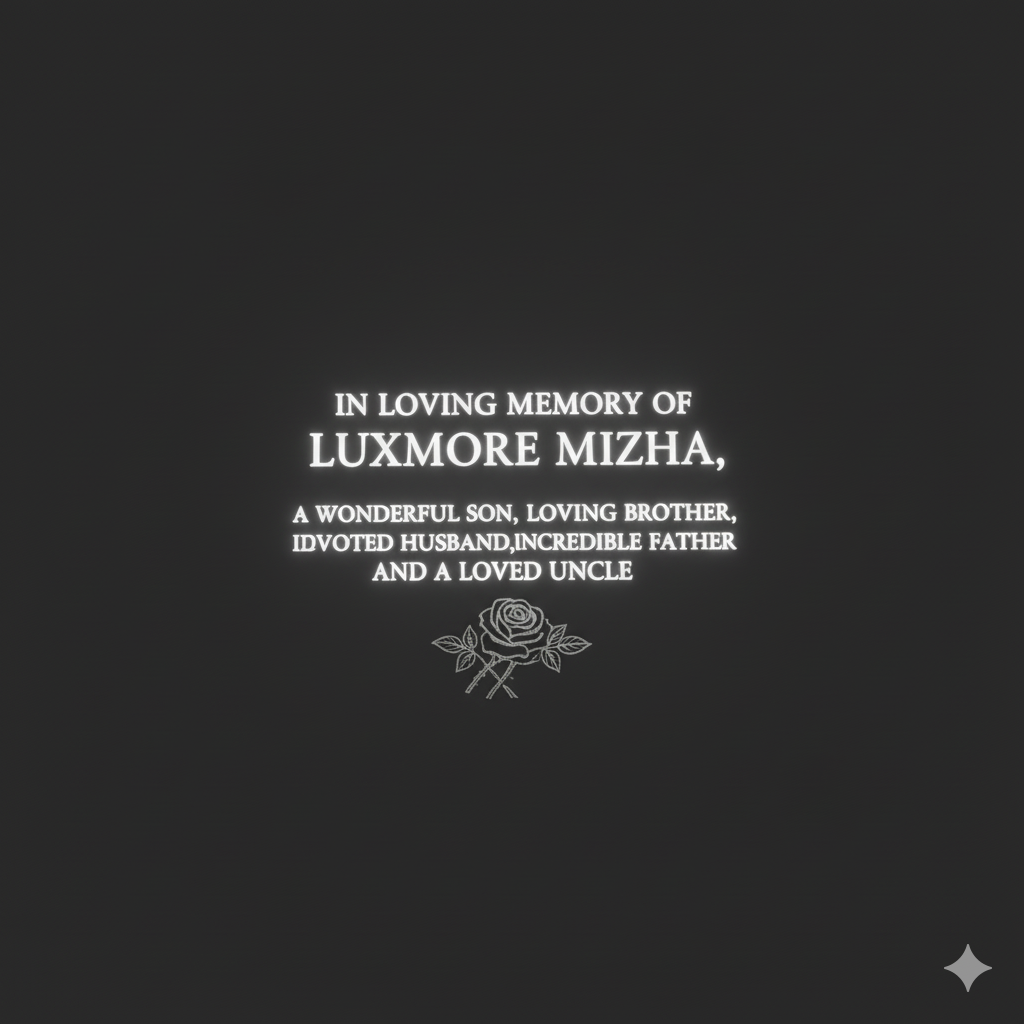 IN LOVING MEMORY OF
LUXMORE MIZHA,
A WONDERFUL SON, LOVING BROTHER,
IDVOTED HUSBAND,INCREDIBLE FATHER
AND A LOVED UNCLE